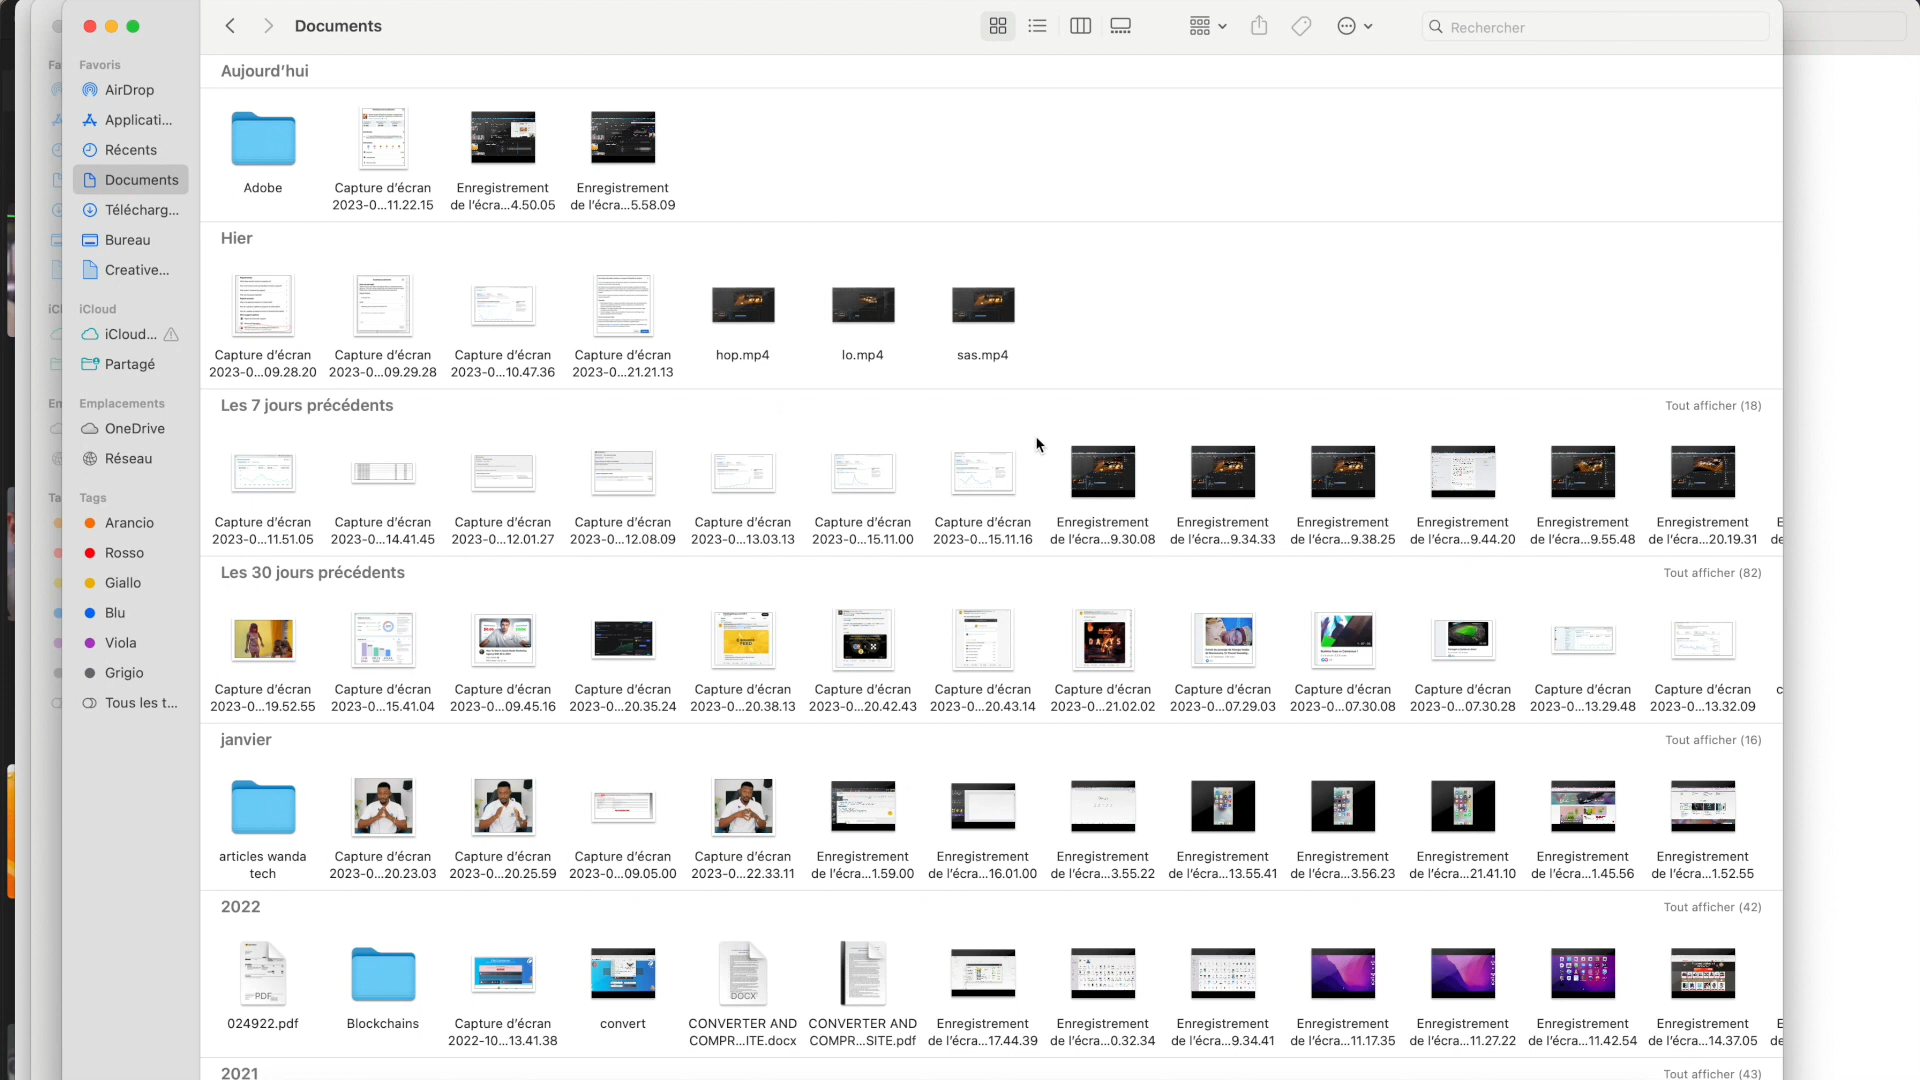 Documents
Rechercher
Fa
Favoris
AirDrop
Applicati...
Récents
Documents
Télécharg...
Bureau
Creative...
iCl
iCloud
iCloud...
Partagé
En
Emplacements
OneDrive
Réseau
Ta
Tags
Arancio
Rosso
Giallo
Blu
Viola
Grigio
Tous les t...
Aujourd'hui
Adobe
Capture d'écran
2023-0...11.22.15
Enregistrement
de l'écra...4.50.05
Enregistrement
de l'écra...5.58.09
Hier
Capture d'écran
2023-0...09.28.20
Capture d'écran
2023-0...09.29.28
Capture d'écran
2023-0...10.47.36
Capture d'écran
2023-0...21.21.13
hop.mp4
lo.mp4
sas.mp4
Les 7 jours précédents
Tout afficher (18)
Capture d'écran
2023-0...11.51.05
Capture d'écran
2023-0...14.41.45
Capture d'écran
2023-0...12.01.27
Capture d'écran
2023-0...12.08.09
Capture d'écran
2023-0...13.03.13
Capture d'écran
2023-0...15.11.00
Capture d'écran
2023-0...15.11.16
Enregistrement
de l'écra...9.30.08
Enregistrement
de l'écra...9.34.33
Enregistrement
de l'écra...9.38.25
Enregistrement
de l'écra...9.44.20
Enregistrement
de l'écra...9.55.48
Enregistrement
de l'écra...20.19.31
E
de
Les 30 jours précédents
Tout afficher (82)
Capture d'écran
2023-0...19.52.55
Capture d'écran
2023-0...15.41.04
Capture d'écran
2023-0...09.45.16
Capture d'écran
2023-0...20.35.24
Capture d'écran
2023-0...20.38.13
Capture d'écran
2023-0...20.42.43
Capture d'écran
2023-0...20.43.14
Capture d'écran
2023-0...21.02.02
Capture d'écran
2023-0...07.29.03
Capture d'écran
2023-0...07.30.08
Capture d'écran
2023-0...07.30.28
Capture d'écran
2023-0...13.29.48
Capture d'écran
2023-0...13.32.09
c
janvier
Tout afficher (16)
articles wanda
tech
Capture d'écran
2023-0...20.23.03
Capture d'écran
2023-0...20.25.59
Capture d'écran
2023-0...09.05.00
Capture d'écran
2023-0...22.33.11
Enregistrement
de l'écra...1.59.00
Enregistrement
de l'écra...16.01.00
Enregistrement
de l'écra...3.55.22
Enregistrement
de l'écra...13.55.41
Enregistrement
de l'écra...3.56.23
Enregistrement
de l'écra...21.41.10
Enregistrement
de l'écra...1.45.56
Enregistrement
de l'écra...1.52.55
2022
Tout afficher (42)
PDF
024922.pdf
Blockchains
Capture d'écran
2022-10...13.41.38
convert
DOCX
CONVERTER AND
COMPR...ITE.docx
CONVERTER AND
COMPR...SITE.pdf
Enregistrement
de l'écra...17.44.39
Enregistrement
de l'écra...0.32.34
Enregistrement
de l'écra...9.34.41
Enregistrement
de l'écra...11.17.35
Enregistrement
de l'écra...11.27.22
Enregistrement
de l'écra...11.42.54
Enregistrement
de l'écra...14.37.05
E
de
2021
Tout afficher (43)